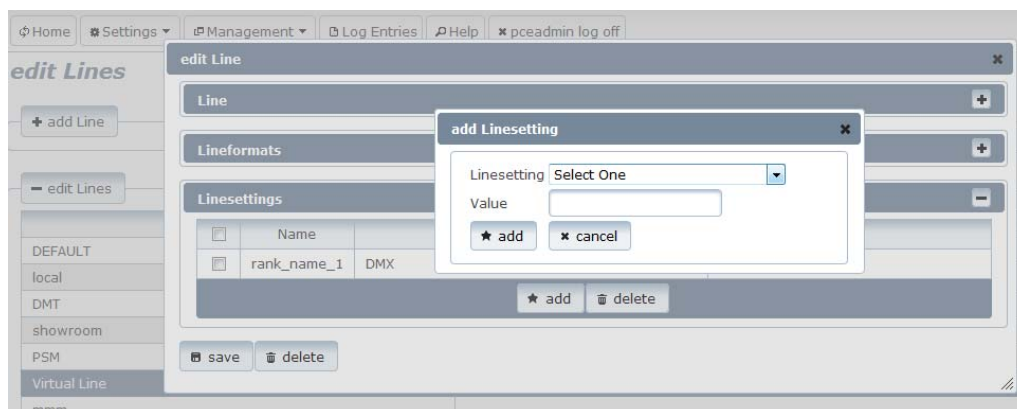 Home Settings Management Log Entries Help pceadmin log off
edit Lines
add Line
edit Lines
DEFAULT
local
DMT
showroom
PSM
Virtual Line
edit Line
Line
Lineformats
Linesettings
Name
rank_name_1 DMX
add delete
save delete
add Linesetting
Linesetting Select One
Value
add cancel